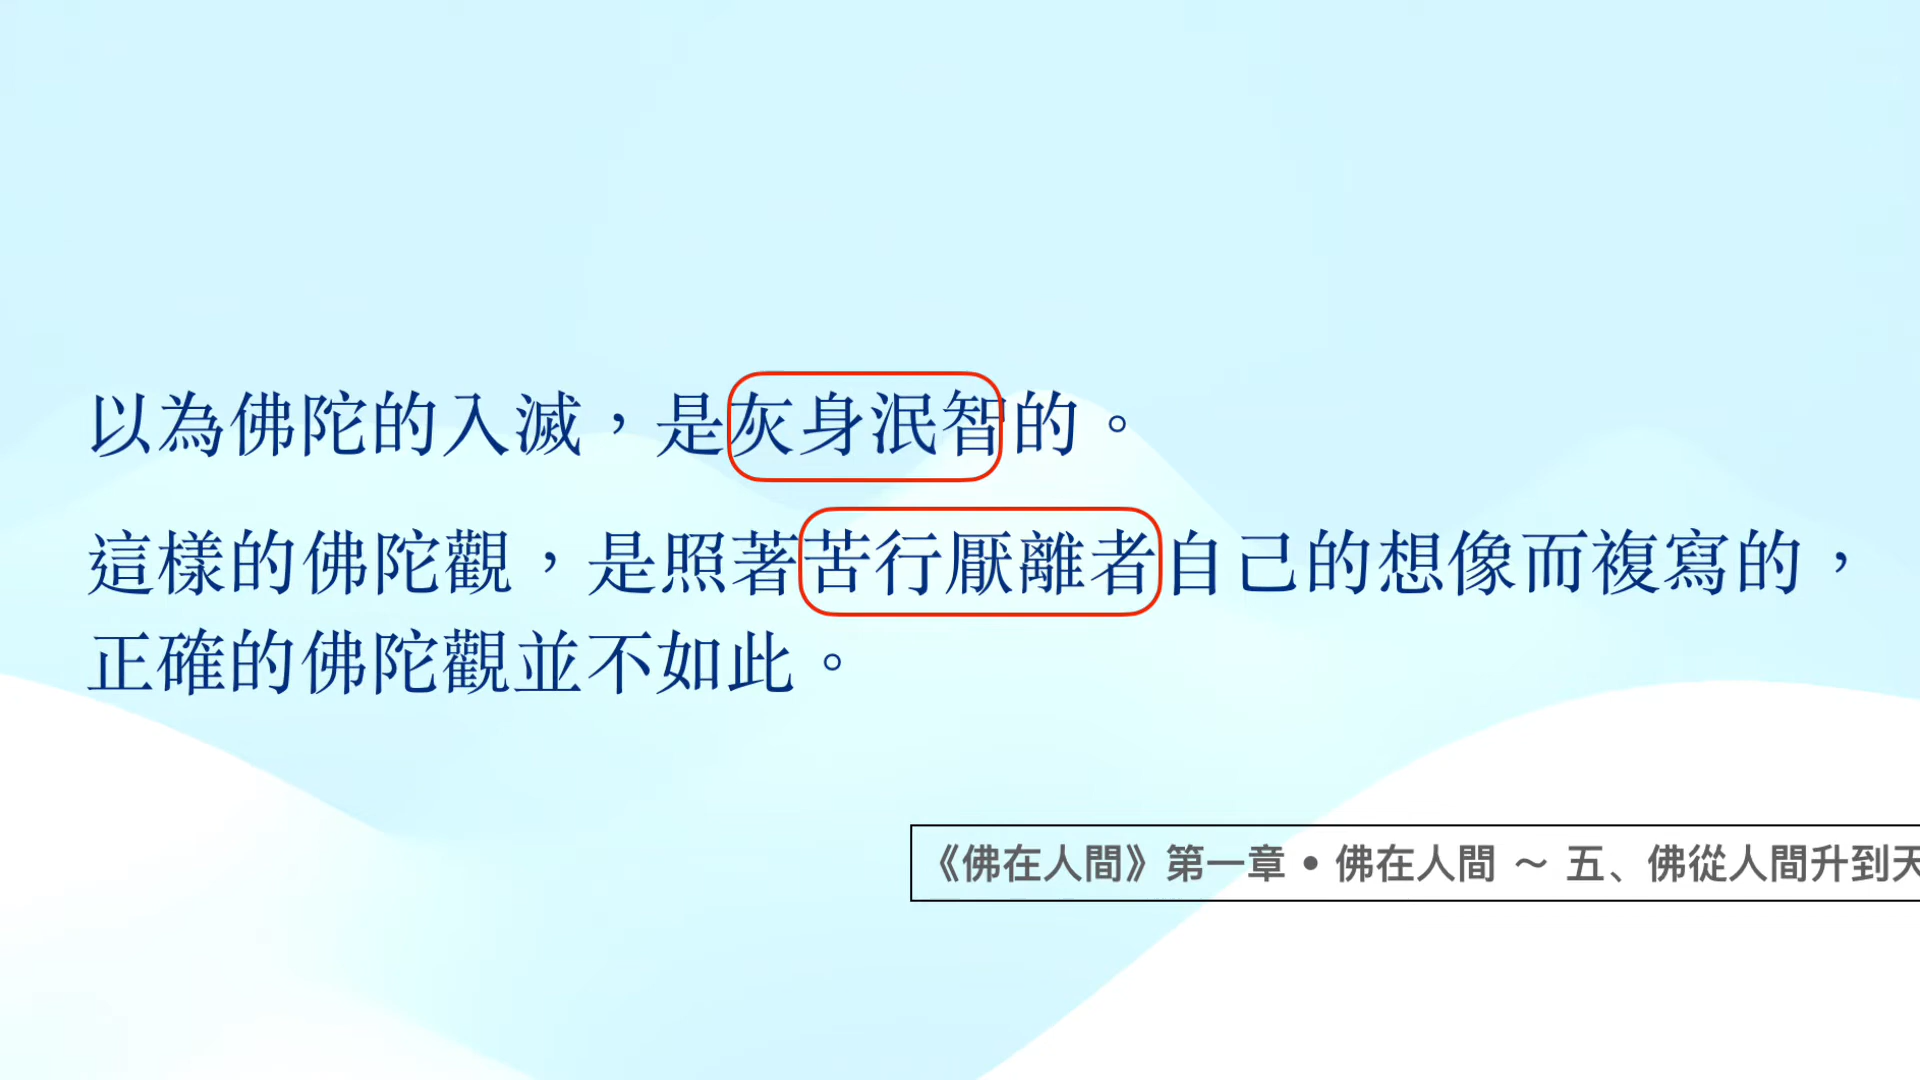 以為佛陀的入滅，是灰身泯智的。
這樣的佛陀觀，是照著苦行厭離者自己的想像而複寫的，
正確的佛陀觀並不如此。
《佛在人間》第一章 • 佛在人間 ～ 五、佛從人間升到天